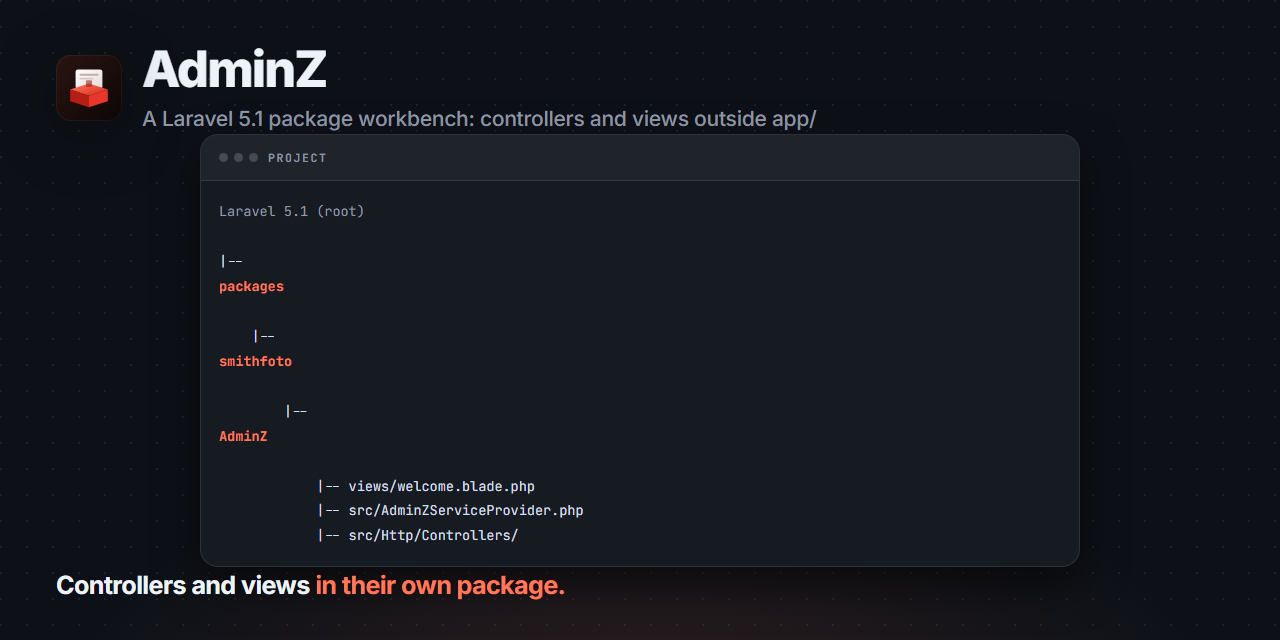 AdminZ
A Laravel 5.1 package workbench: controllers and views outside app/
PROJECT
Laravel 5.1 (root)
|--
packages
|--
smithfoto
|--
AdminZ
|-- views/welcome.blade.php
|-- src/AdminZServiceProvider.php
|-- src/Http/Controllers/
Controllers and views in their own package.